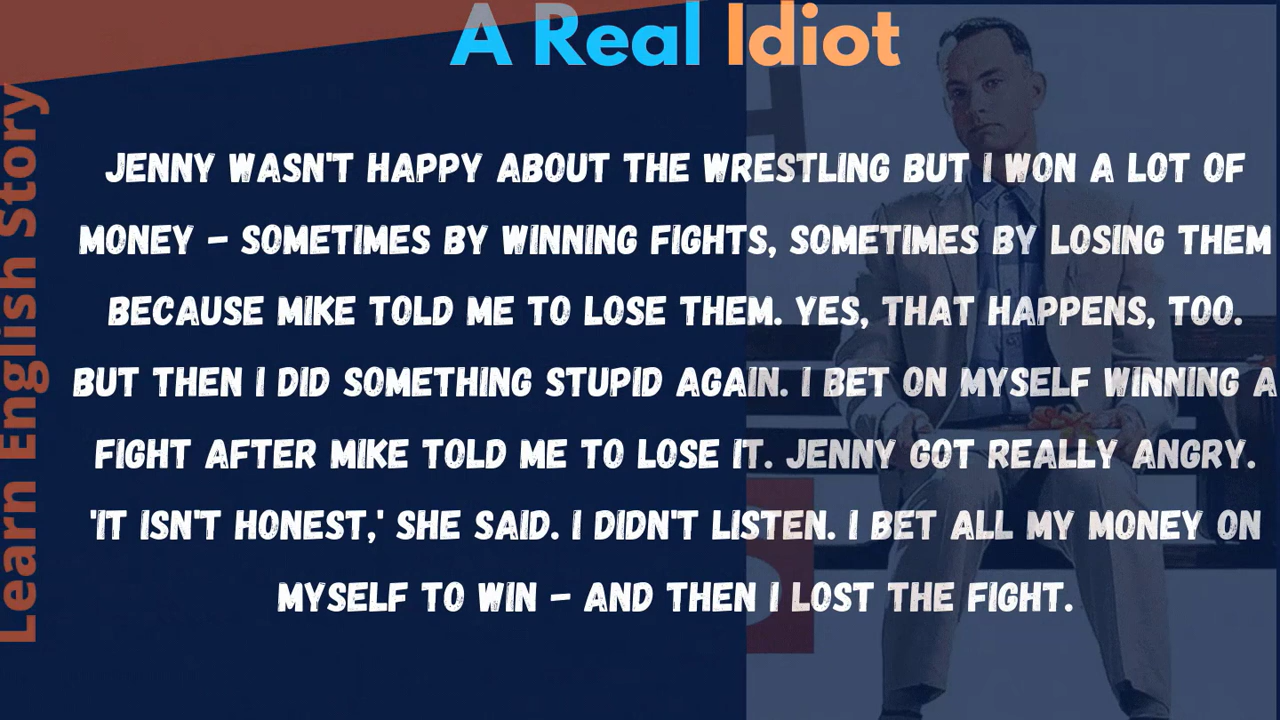 A Real Idiot
Learn English Story
JENNY WASN'T HAPPY ABOUT THE WRESTLING BUT I WON A LOT OF
MONEY – SOMETIMES BY WINNING FIGHTS, SOMETIMES BY LOSING THEM
BECAUSE MIKE TOLD ME TO LOSE THEM. YES, THAT HAPPENS, TOO.
BUT THEN I DID SOMETHING STUPID AGAIN. I BET ON MYSELF WINNING A
FIGHT AFTER MIKE TOLD ME TO LOSE IT. JENNY GOT REALLY ANGRY.
'IT ISN'T HONEST,' SHE SAID. I DIDN'T LISTEN. I BET ALL MY MONEY ON
MYSELF TO WIN – AND THEN I LOST THE FIGHT.